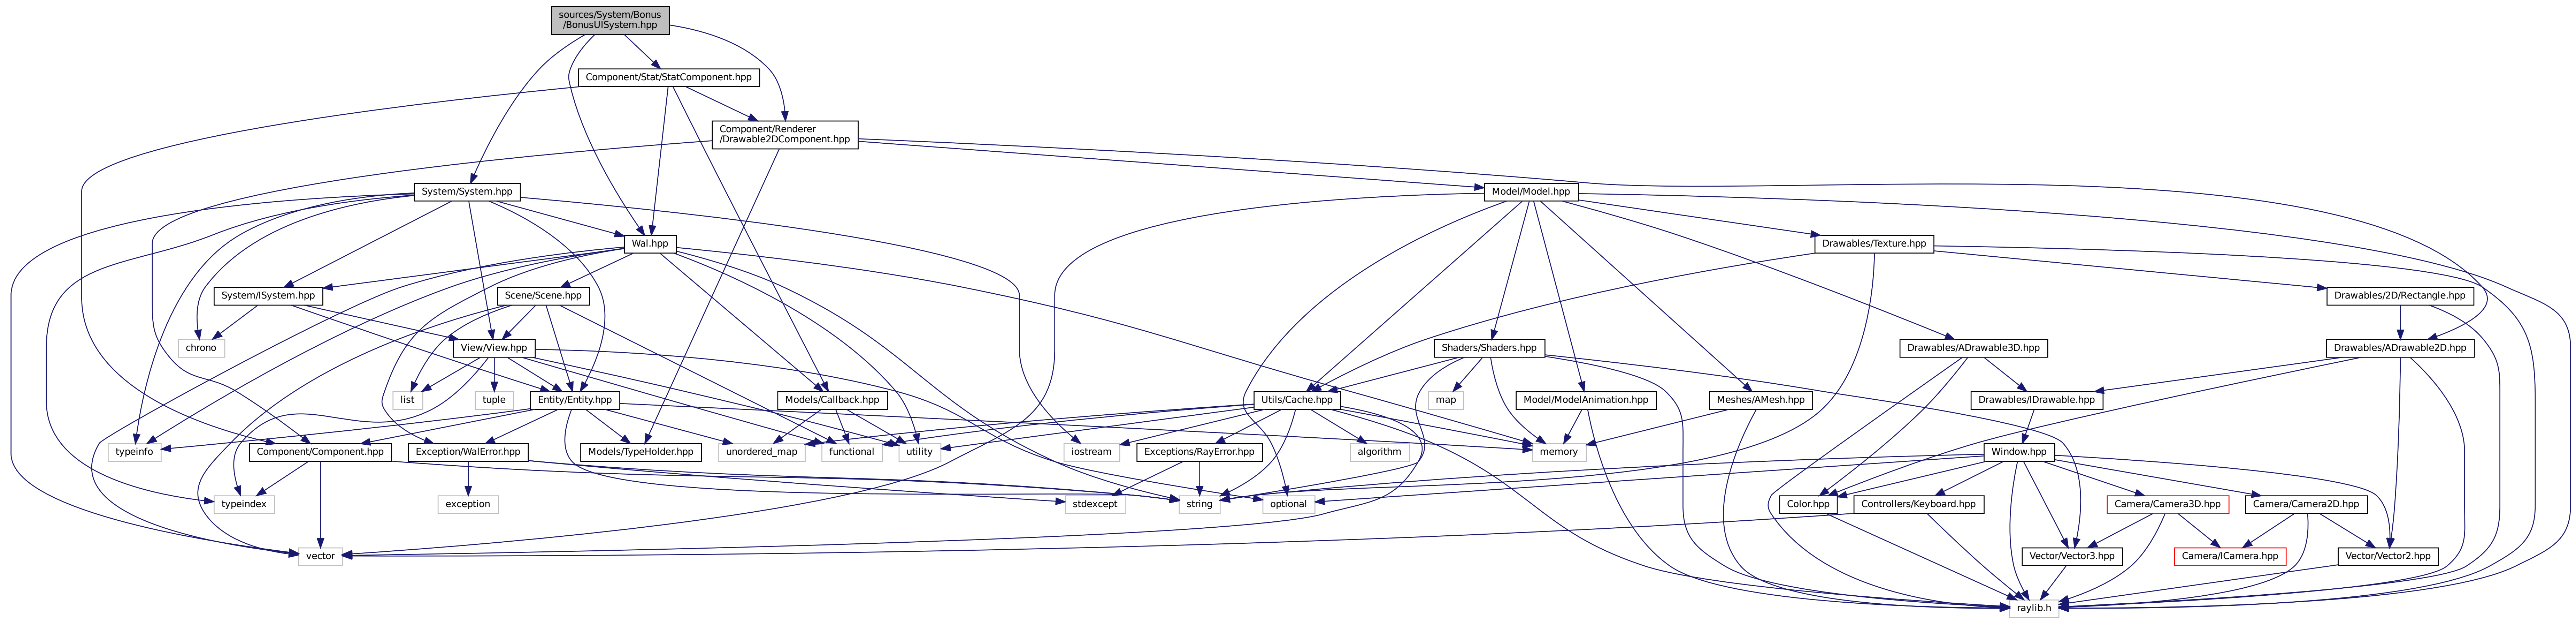 sources/System/Bonus
/BonusUISystem.hpp
Component/Stat/StatComponent.hpp
Component/Renderer
/Drawable2DComponent.hpp
System/System.hpp
Model/Model.hpp
Wal.hpp
Drawables/Texture.hpp
System/ISystem.hpp
Scene/Scene.hpp
Drawables/2D/Rectangle.hpp
chrono
View/View.hpp
Shaders/Shaders.hpp
Drawables/ADrawable3D.hpp
Drawables/ADrawable2D.hpp
list
tuple
Entity/Entity.hpp
Models/Callback.hpp
Utils/Cache.hpp
map
Model/ModelAnimation.hpp
Meshes/AMesh.hpp
Drawables/IDrawable.hpp
typeinfo
Component/Component.hpp
Exception/WalError.hpp
Models/TypeHolder.hpp
unordered_map
functional
utility
iostream
Exceptions/RayError.hpp
algorithm
memory
Window.hpp
typeindex
exception
stdexcept
string
optional
Color.hpp
Controllers/Keyboard.hpp
Camera/Camera3D.hpp
Camera/Camera2D.hpp
vector
Vector/Vector3.hpp
Camera/ICamera.hpp
Vector/Vector2.hpp
raylib.h